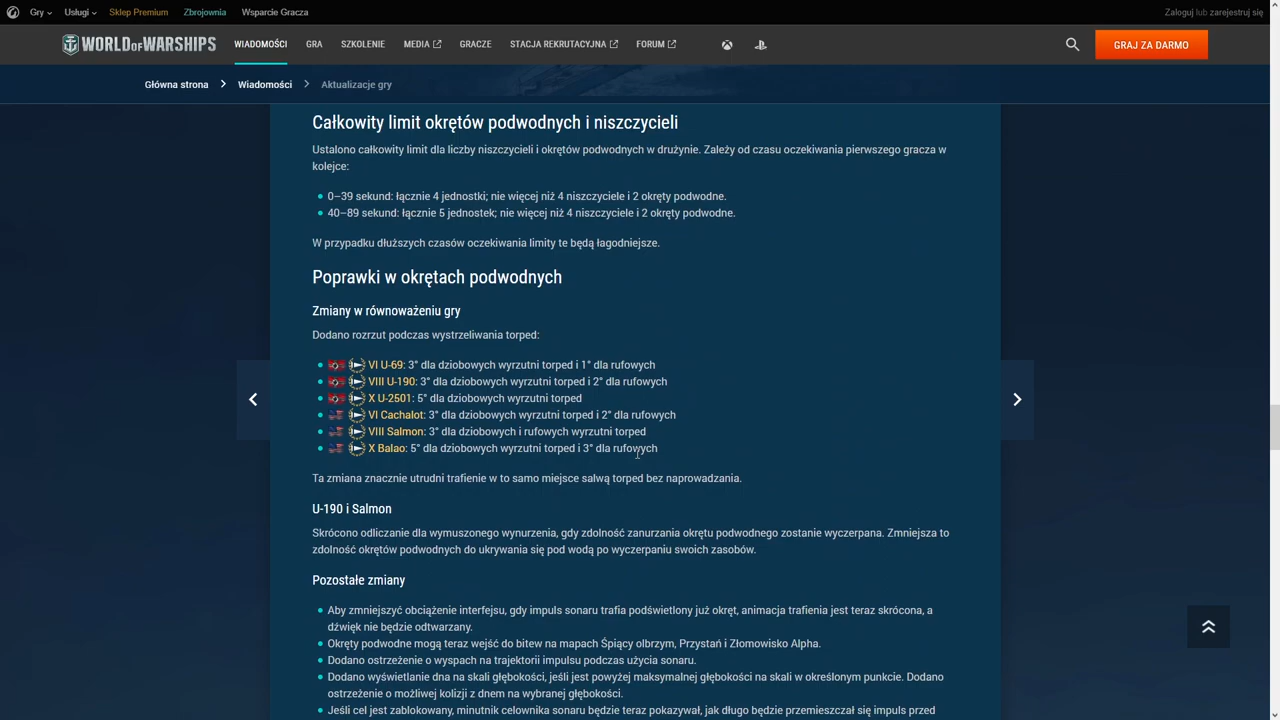 Gry
Usługi
Sklep Premium
Zbrojownia
Wsparcie Gracza
Zaloguj lub zarejestruj się
WORLD OF WARSHIPS
WIADOMOŚCI
GRA
SZKOLENIE
MEDIA
GRACZE
STACJA REKRUTACYJNA
FORUM
GRAJ ZA DARMO
Główna strona
Wiadomości
Aktualizacje gry
Całkowity limit okrętów podwodnych i niszczycieli
Ustalono całkowity limit dla liczby niszczycieli i okrętów podwodnych w drużynie. Zależy od czasu oczekiwania pierwszego gracza w
kolejce:
0–39 sekund: łącznie 4 jednostki; nie więcej niż 4 niszczyciele i 2 okręty podwodne.
40–89 sekund: łącznie 5 jednostek; nie więcej niż 4 niszczyciele i 2 okręty podwodne.
W przypadku dłuższych czasów oczekiwania limity te będą łagodniejsze.
Poprawki w okrętach podwodnych
Zmiany w równoważeniu gry
Dodano rozrzut podczas wystrzeliwania torped:
VI U-69: 3° dla dziobowych wyrzutni torped i 1° dla rufowych
VIII U-190: 3° dla dziobowych wyrzutni torped i 2° dla rufowych
X U-2501: 5° dla dziobowych wyrzutni torped
VI Cachalot: 3° dla dziobowych wyrzutni torped i 2° dla rufowych
VIII Salmon: 3° dla dziobowych i rufowych wyrzutni torped
X Balao: 5° dla dziobowych wyrzutni torped i 3° dla rufowych
Ta zmiana znacznie utrudni trafienie w to samo miejsce salwą torped bez naprowadzania.
U-190 i Salmon
Skrócono odliczanie dla wymuszonego wynurzenia, gdy zdolność zanurzania okrętu podwodnego zostanie wyczerpana. Zmniejsza to
zdolność okrętów podwodnych do ukrywania się pod wodą po wyczerpaniu swoich zasobów.
Pozostałe zmiany
Aby zmniejszyć obciążenie interfejsu, gdy impuls sonaru trafia podświetlony już okręt, animacja trafienia jest teraz skrócona, a
dźwięk nie będzie odtwarzany.
Okręty podwodne mogą teraz wejść do bitew na mapach Śpiący olbrzym, Przystań i Złomowisko Alpha.
Dodano ostrzeżenie o wyspach na trajektorii impulsu podczas użycia sonaru.
Dodano wyświetlanie dna na skali głębokości, jeśli jest powyżej maksymalnej głębokości na skali w określonym punkcie. Dodano
ostrzeżenie o możliwej kolizji z dnem na wybranej głębokości.
Jeśli cel jest zablokowany, minutnik celownika sonaru będzie teraz pokazywał, jak długo będzie przemieszczał się impuls przed